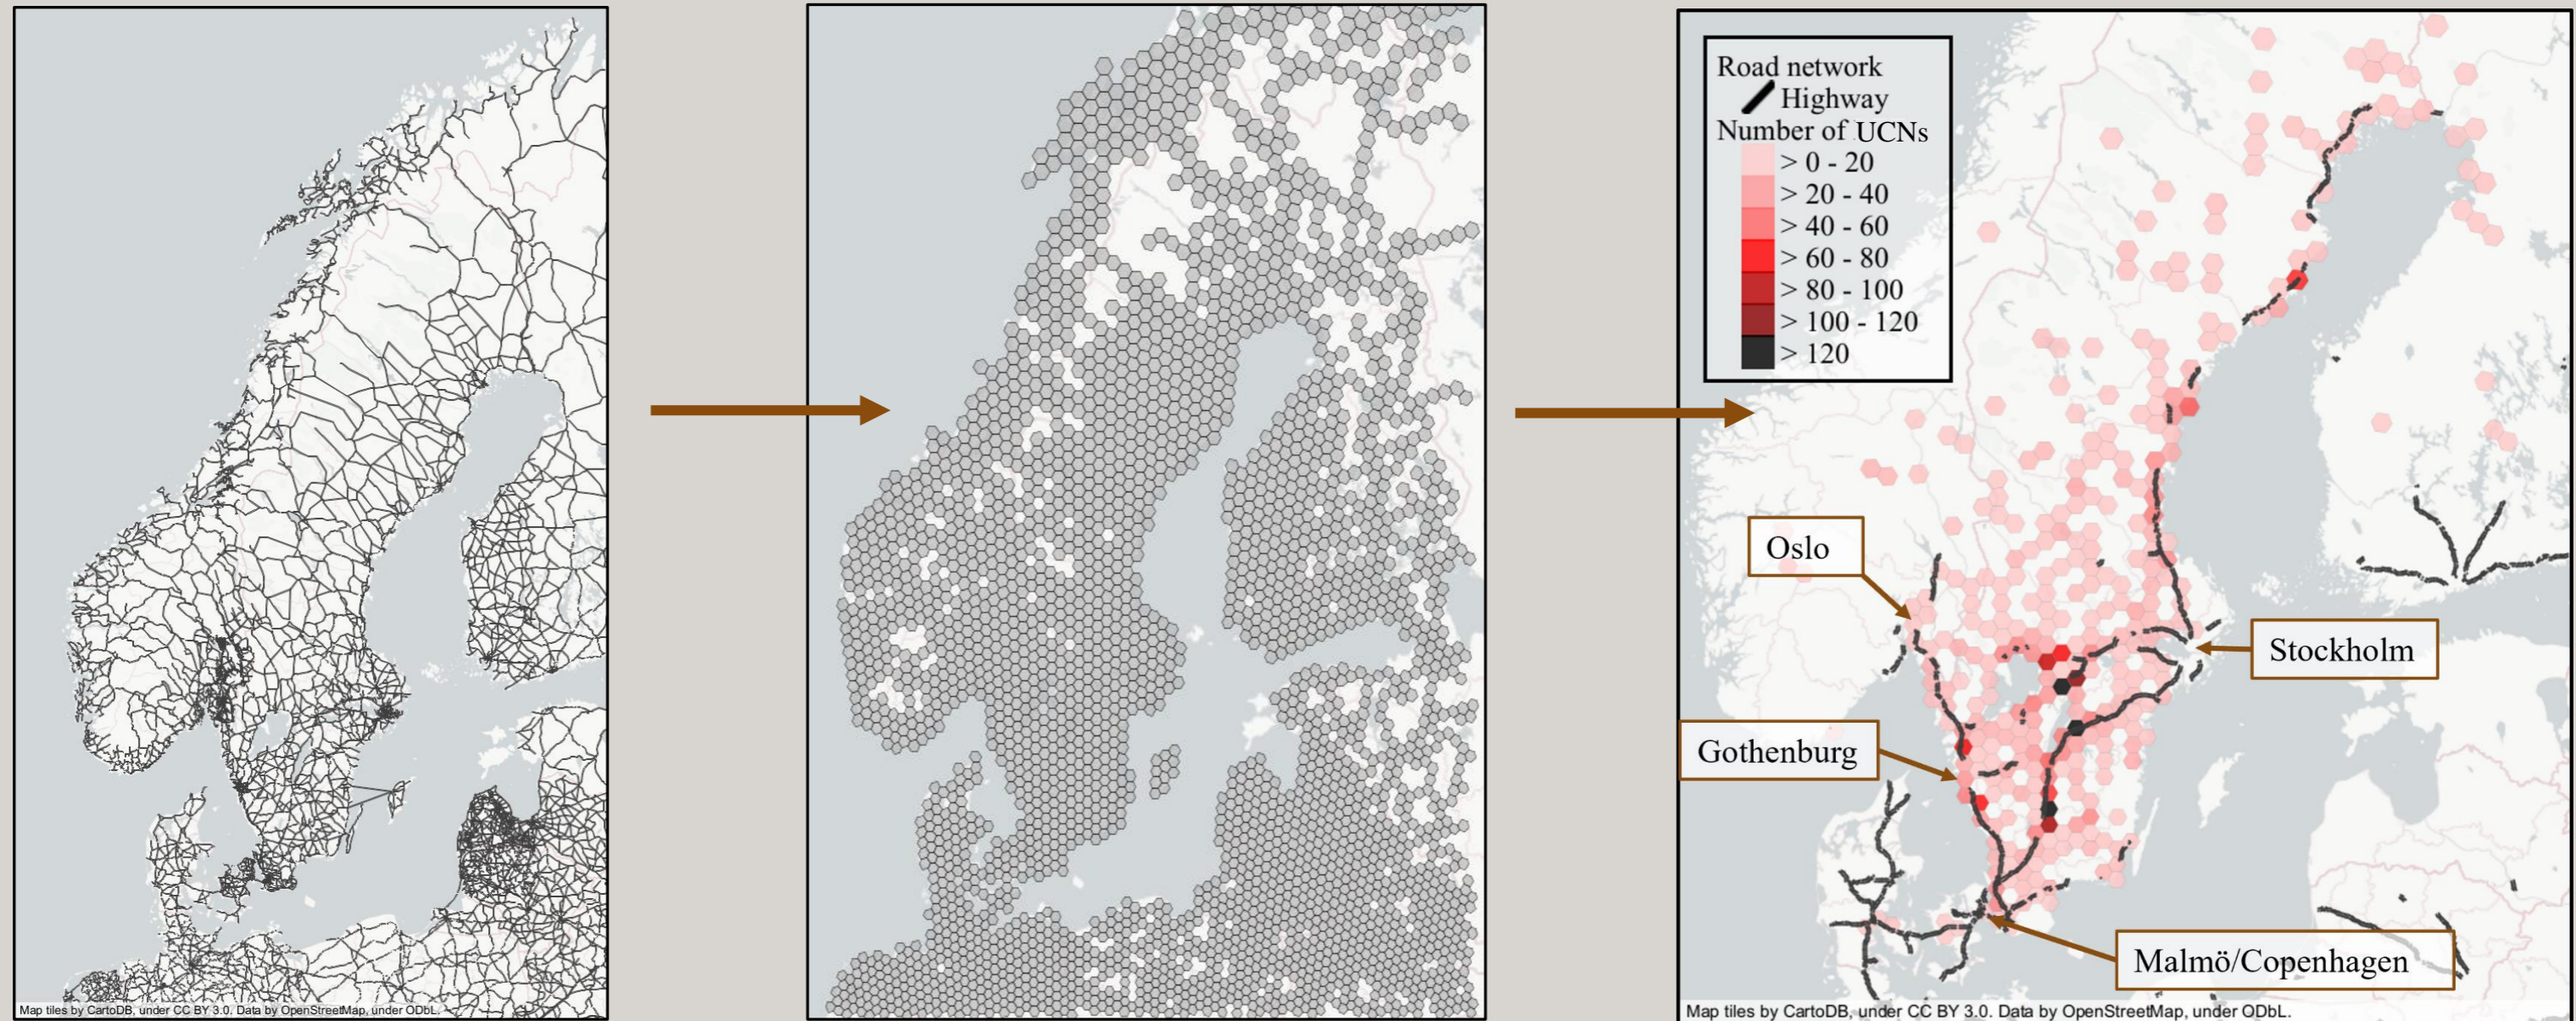 Map tiles by CartoDB, under CC BY 3.0. Data by OpenStreetMap, under ODbL.
Road network
Highway
Number of UCNs
> 0 - 20
> 20 - 40
> 40 - 60
> 60 - 80
> 80 - 100
> 100 - 120
> 120
Oslo
Stockholm
Gothenburg
Malmö/Copenhagen
Map tiles by CartoDB, under CC BY 3.0. Data by OpenStreetMap, under ODbL.